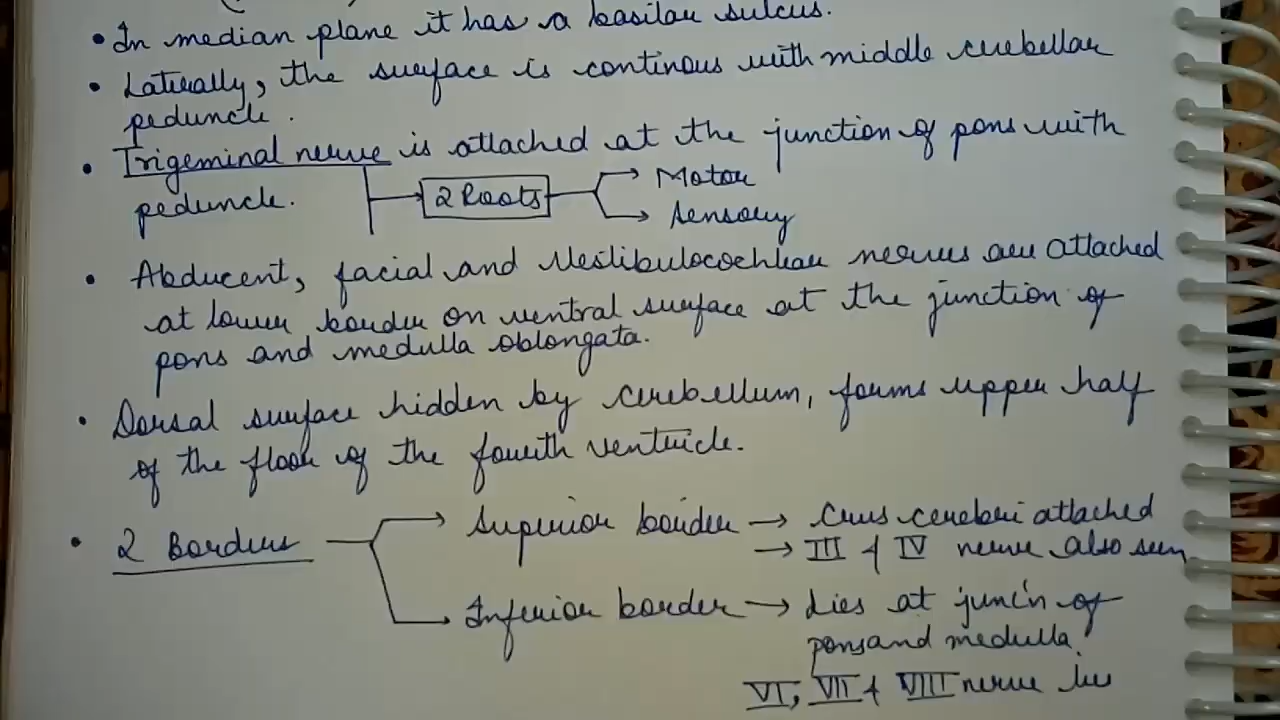 • In median plane it has a basilar sulcus.
• Laterally, the surface is continous with middle cerebellar
peduncle.
• Trigeminal nerve is attached at the junction of pons with
peduncle. 2 Roots → Motor
→ Sensory
• Abducent, facial and Vestibulocochlear nerves are attached
at lower border on ventral surface at the junction of
pons and medulla oblongata.
• Dorsal surface hidden by cerebellum, forms upper half
of the floor of the fourth ventricle.
• 2 Borders → Superior border → Crus cerebri attached
→ III & IV nerve also seen
→ Inferior border → Lies at junc'n of
pons and medulla.
VI, VII & VIII nerve lies